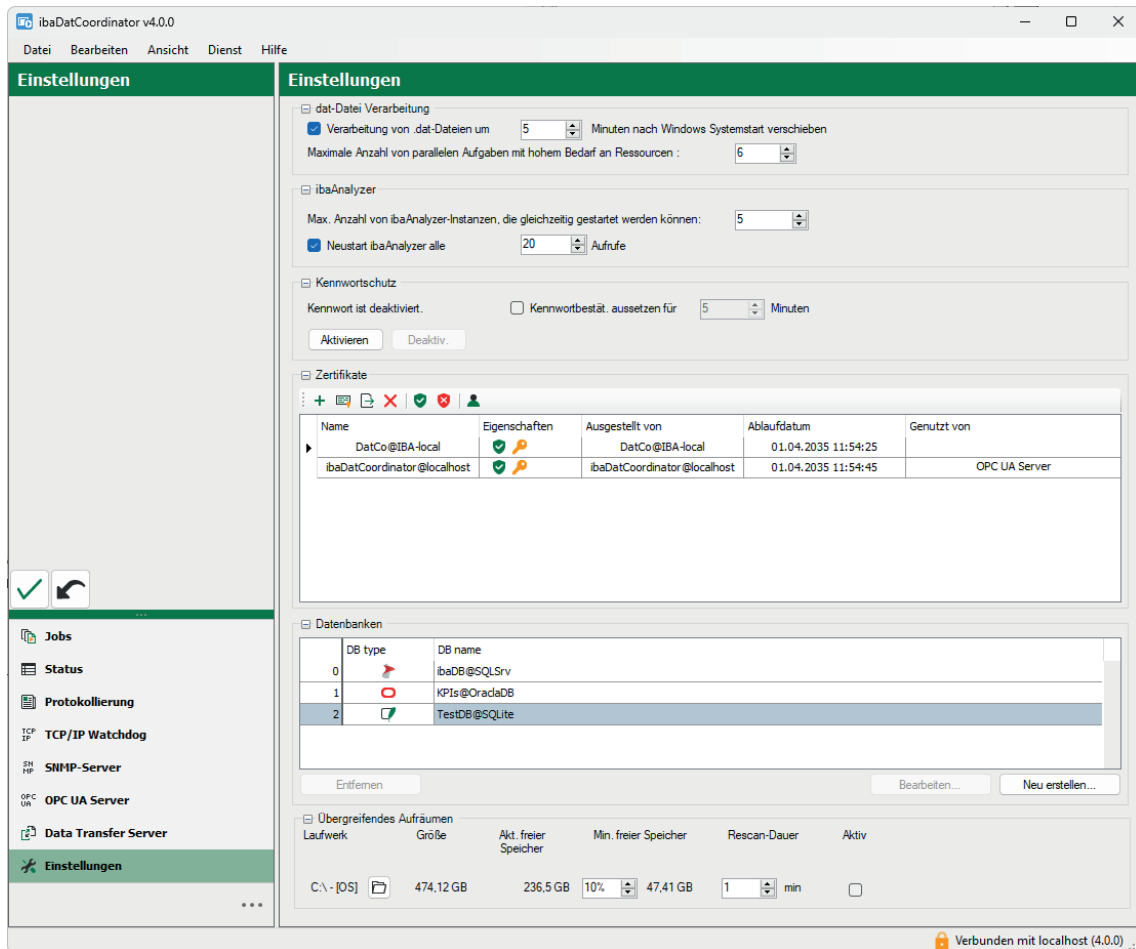 ibaDatCoordinator v4.0.0
Datei Bearbeiten Ansicht Dienst Hilfe
Einstellungen
Jobs
Status
Protokollierung
TCP IP TCP/IP Watchdog
SN MP SNMP-Server
OPC UA OPC UA Server
Data Transfer Server
Einstellungen
Einstellungen
dat-Datei Verarbeitung
Verarbeitung von .dat-Dateien um 5 Minuten nach Windows Systemstart verschieben
Maximale Anzahl von parallelen Aufgaben mit hohem Bedarf an Ressourcen : 6
ibaAnalyzer
Max. Anzahl von ibaAnalyzer-Instanzen, die gleichzeitig gestartet werden können: 5
Neustart ibaAnalyzer alle 20 Aufrufe
Kennwortschutz
Kennwort ist deaktiviert. Kennwortbestät. aussetzen für 5 Minuten
Aktivieren Deaktiv.
Zertifikate
Name Eigenschaften Ausgestellt von Ablaufdatum Genutzt von
DatCo@IBA-local DatCo@IBA-local 01.04.2035 11:54:25
ibaDatCoordinator@localhost ibaDatCoordinator@localhost 01.04.2035 11:54:45 OPC UA Server
Datenbanken
DB type DB name
0 ibaDB@SQLSrv
1 KPIs@OracleDB
2 TestDB@SQLite
Entfernen Bearbeiten... Neu erstellen...
Übergreifendes Aufräumen
Laufwerk Größe Akt. freier Speicher Min. freier Speicher Rescan-Dauer Aktiv
C:\ - [OS] 474,12 GB 236,5 GB 10% 47,41 GB 1 min
Verbunden mit localhost (4.0.0)